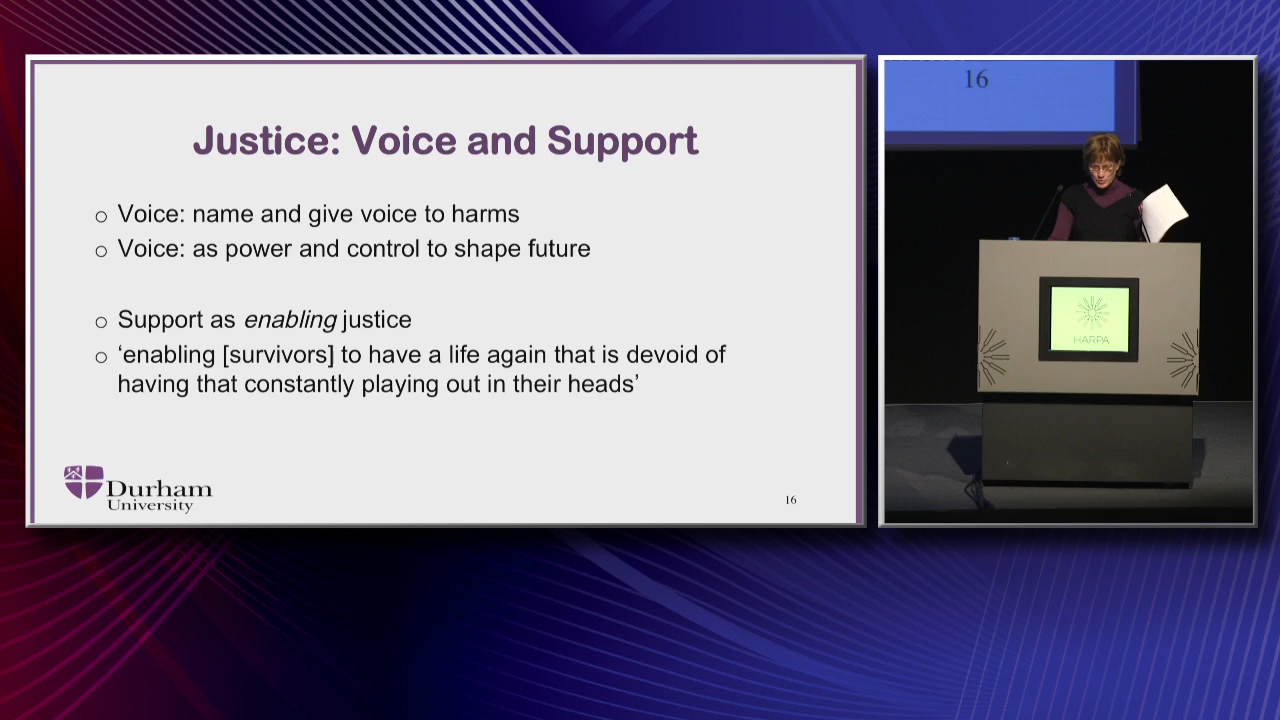 Justice: Voice and Support
o Voice: name and give voice to harms
o Voice: as power and control to shape future
o Support as enabling justice
o ‘enabling [survivors] to have a life again that is devoid of
having that constantly playing out in their heads’
Durham
University
16
16
HARPA